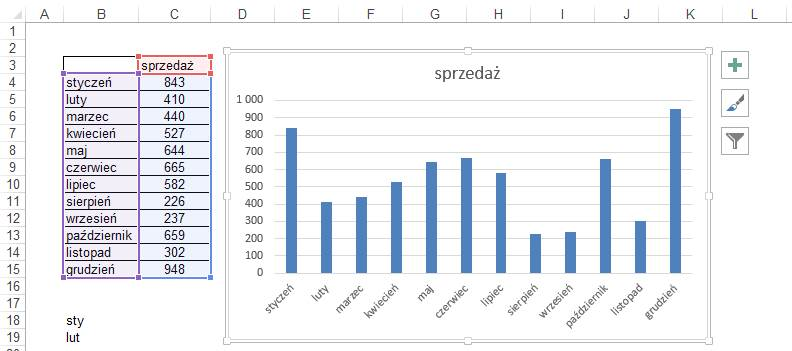 A B C D E F G H I J K L
1
2
3 sprzedaż
4 styczeń 843
5 luty 410
6 marzec 440
7 kwiecień 527
8 maj 644
9 czerwiec 665
10 lipiec 582
11 sierpień 226
12 wrzesień 237
13 październik 659
14 listopad 302
15 grudzień 948
16
17
18 sty
19 lut
sprzedaż
1 000
900
800
700
600
500
400
300
200
100
0
styczeń luty marzec kwiecień maj czerwiec lipiec sierpień wrzesień październik listopad grudzień